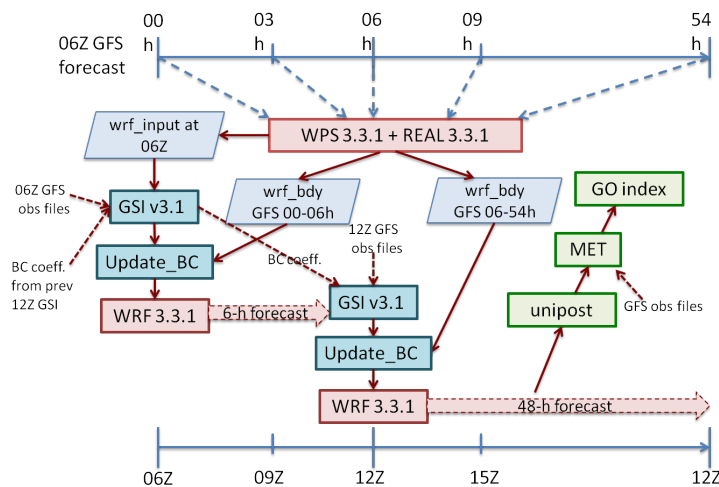 00 h
03 h
06 h
09 h
54 h
06Z GFS
forecast
wrf_input at
06Z
WPS 3.3.1 + REAL 3.3.1
06Z GFS
obs files
GSI v3.1
wrf_bdy
GFS 00-06h
wrf_bdy
GFS 06-54h
GO index
12Z GFS
obs files
MET
BC coeff.
from prev
12Z GSI
Update_BC
BC coeff.
GSI v3.1
unipost
GFS obs files
WRF 3.3.1
6-h forecast
Update_BC
WRF 3.3.1
48-h forecast
06Z
09Z
12Z
15Z
12Z